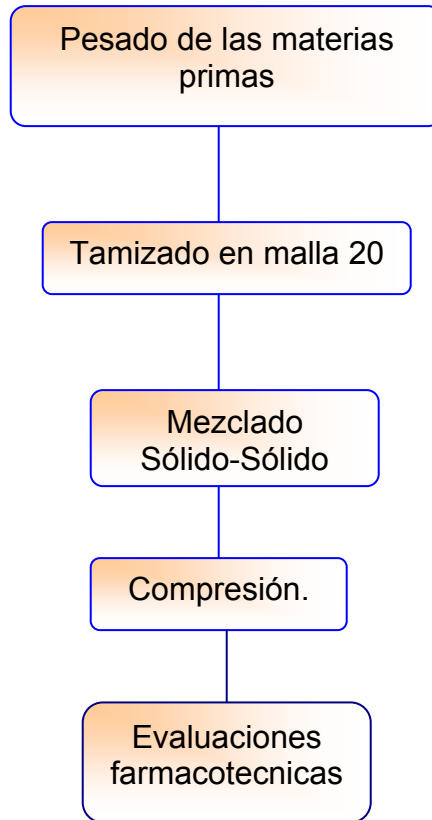 Pesado de las materias
primas
Tamizado en malla 20
Mezclado
Sólido-Sólido
Compresión.
Evaluaciones
farmacotecnicas